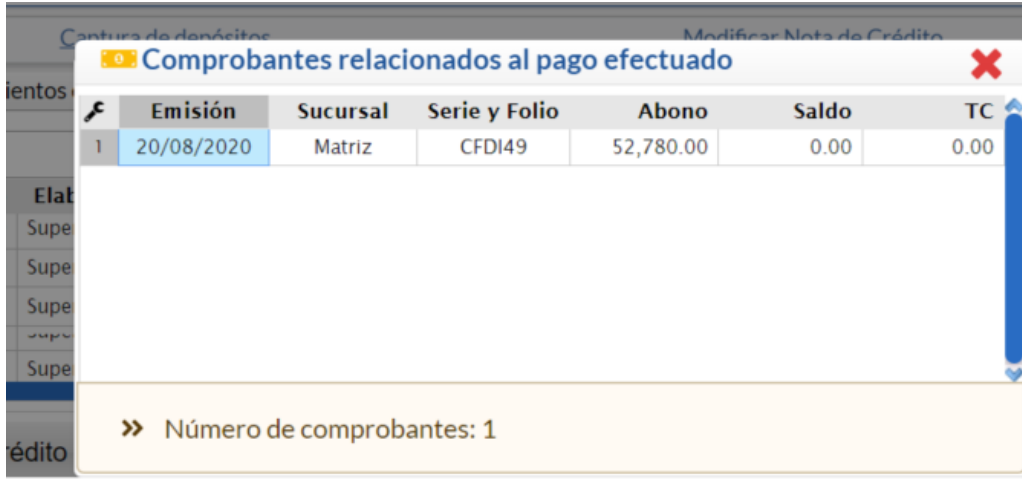 Captura de depósitos Modificar Nota de Crédito
Comprobantes relacionados al pago efectuado
ientos
Emisión Sucursal Serie y Folio Abono Saldo TC
1 20/08/2020 Matriz CFDI49 52,780.00 0.00 0.00
Elab
Supe
Supe
Supe
Supe
Número de comprobantes: 1
rédito